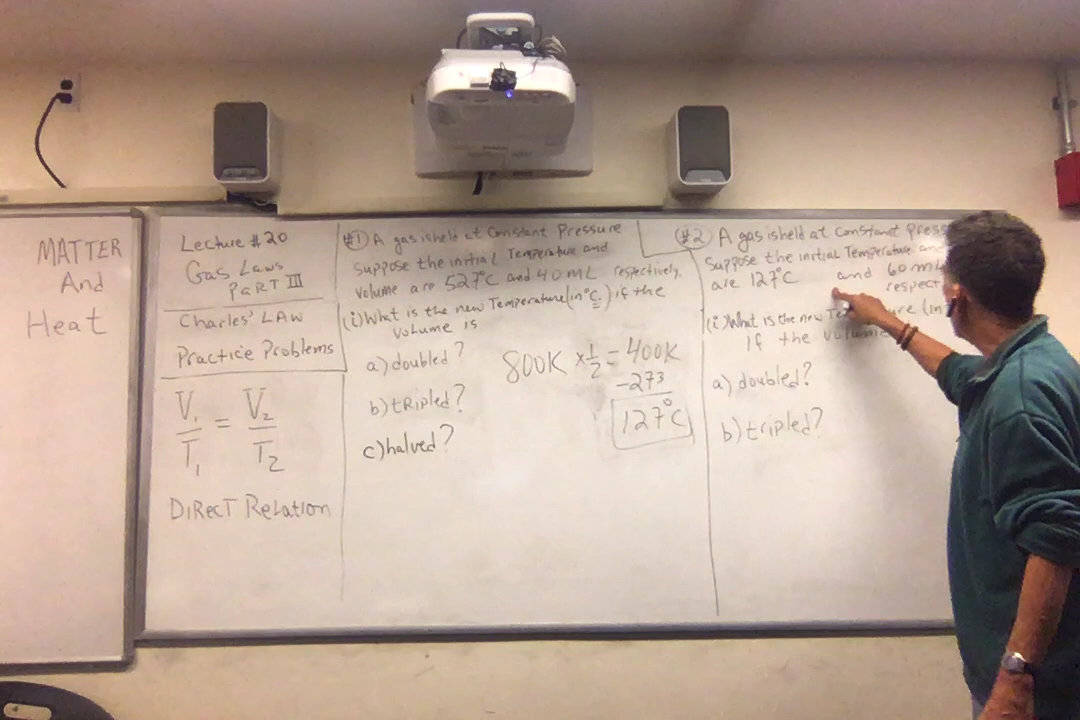 MATTER
And
Heat
Lecture #20
Gas Laws
PART III
Charles' LAW
Practice Problems
V₁/T₁ = V₂/T₂
DIRecT Relation
#1) A gas is held at Constant Pressure
Suppose the initial Temperature and
Volume are 527°C and 40 mL respectively.
(i) What is the new Temperature (in °C) if the
volume is
a) doubled?
b) tRipled?
c) halved?
800K × 1/2 = 400K
-273
127°C
#2) A gas is held at Constant
Suppose the initial Temperature
are 127°C and 60 mL
(i) What is the new
If the volume
a) doubled?
b) tripled?